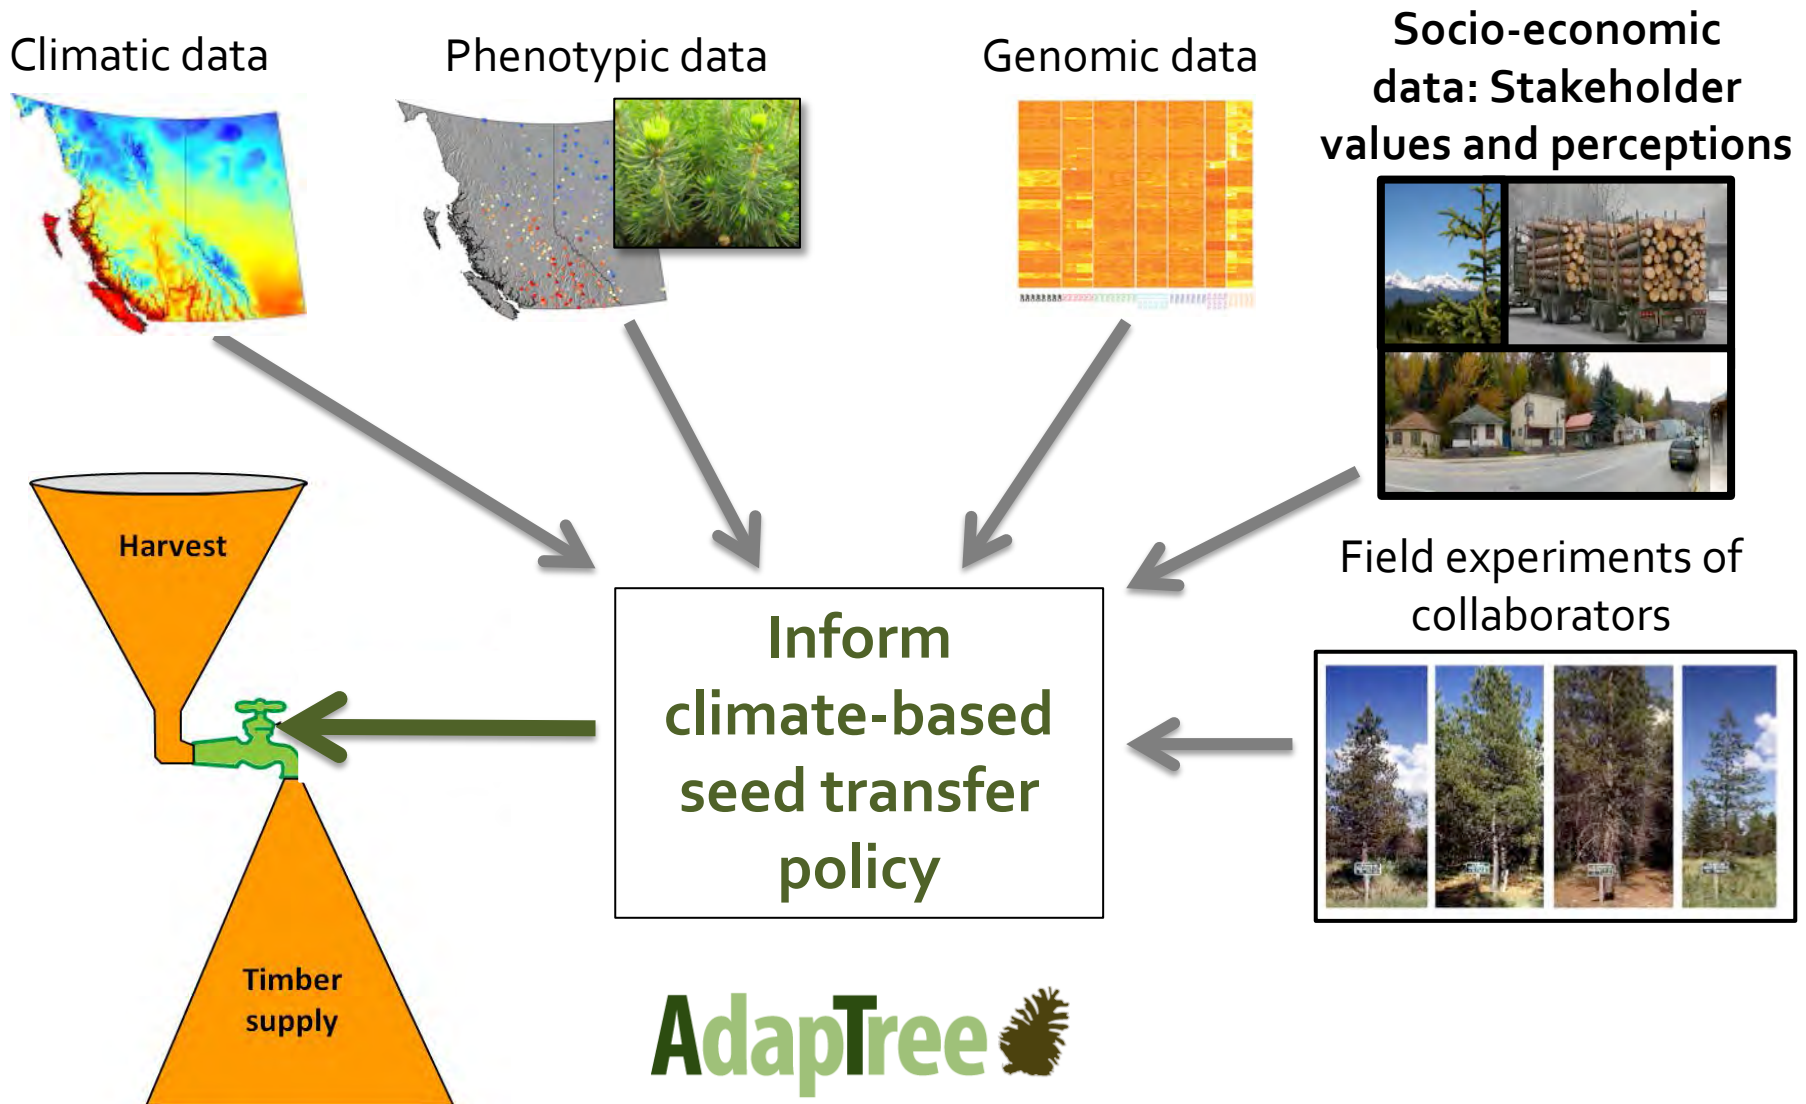 Climatic data
Phenotypic data
Genomic data
Socio-economic
data: Stakeholder
values and perceptions
Harvest
Field experiments of
collaborators
Inform
climate-based
seed transfer
policy
Timber
supply
AdapTree